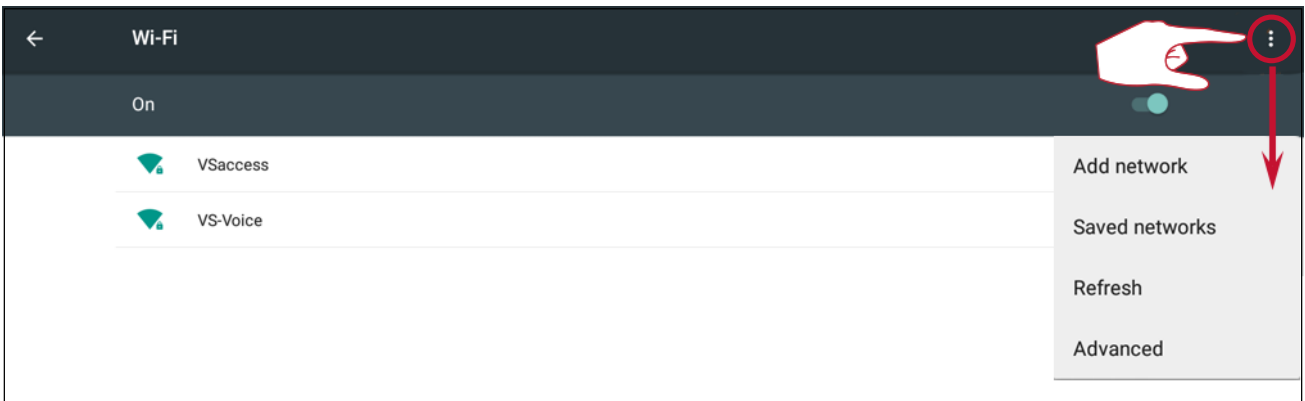 Wi-Fi
On
VSaccess
VS-Voice
Add network
Saved networks
Refresh
Advanced